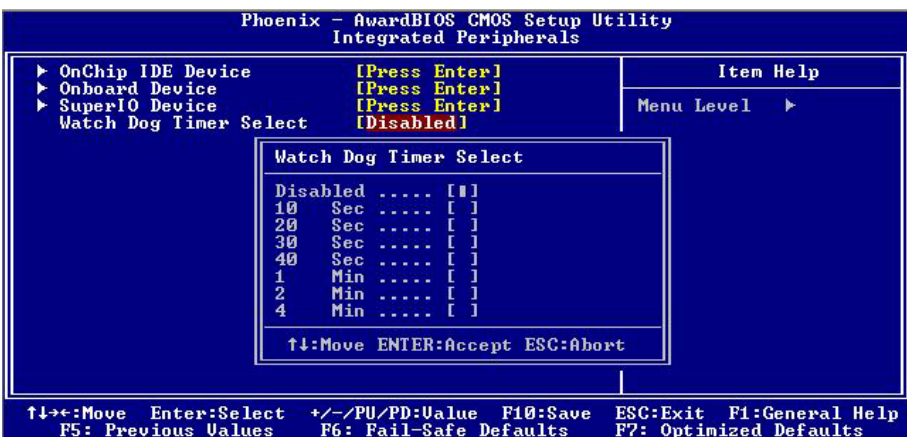 Phoenix - AwardBIOS CMOS Setup Utility
Integrated Peripherals
▶ OnChip IDE Device [Press Enter]
▶ Onboard Device [Press Enter]
▶ SuperIO Device [Press Enter]
Watch Dog Timer Select [Disabled]
Item Help
Menu Level ▶
Watch Dog Timer Select
Disabled ..... [▮]
10 Sec ..... [ ]
20 Sec ..... [ ]
30 Sec ..... [ ]
40 Sec ..... [ ]
1 Min ..... [ ]
2 Min ..... [ ]
4 Min ..... [ ]
↑↓:Move ENTER:Accept ESC:Abort
↑↓→←:Move Enter:Select +/-/PU/PD:Value F10:Save ESC:Exit F1:General Help
F5: Previous Values F6: Fail-Safe Defaults F7: Optimized Defaults